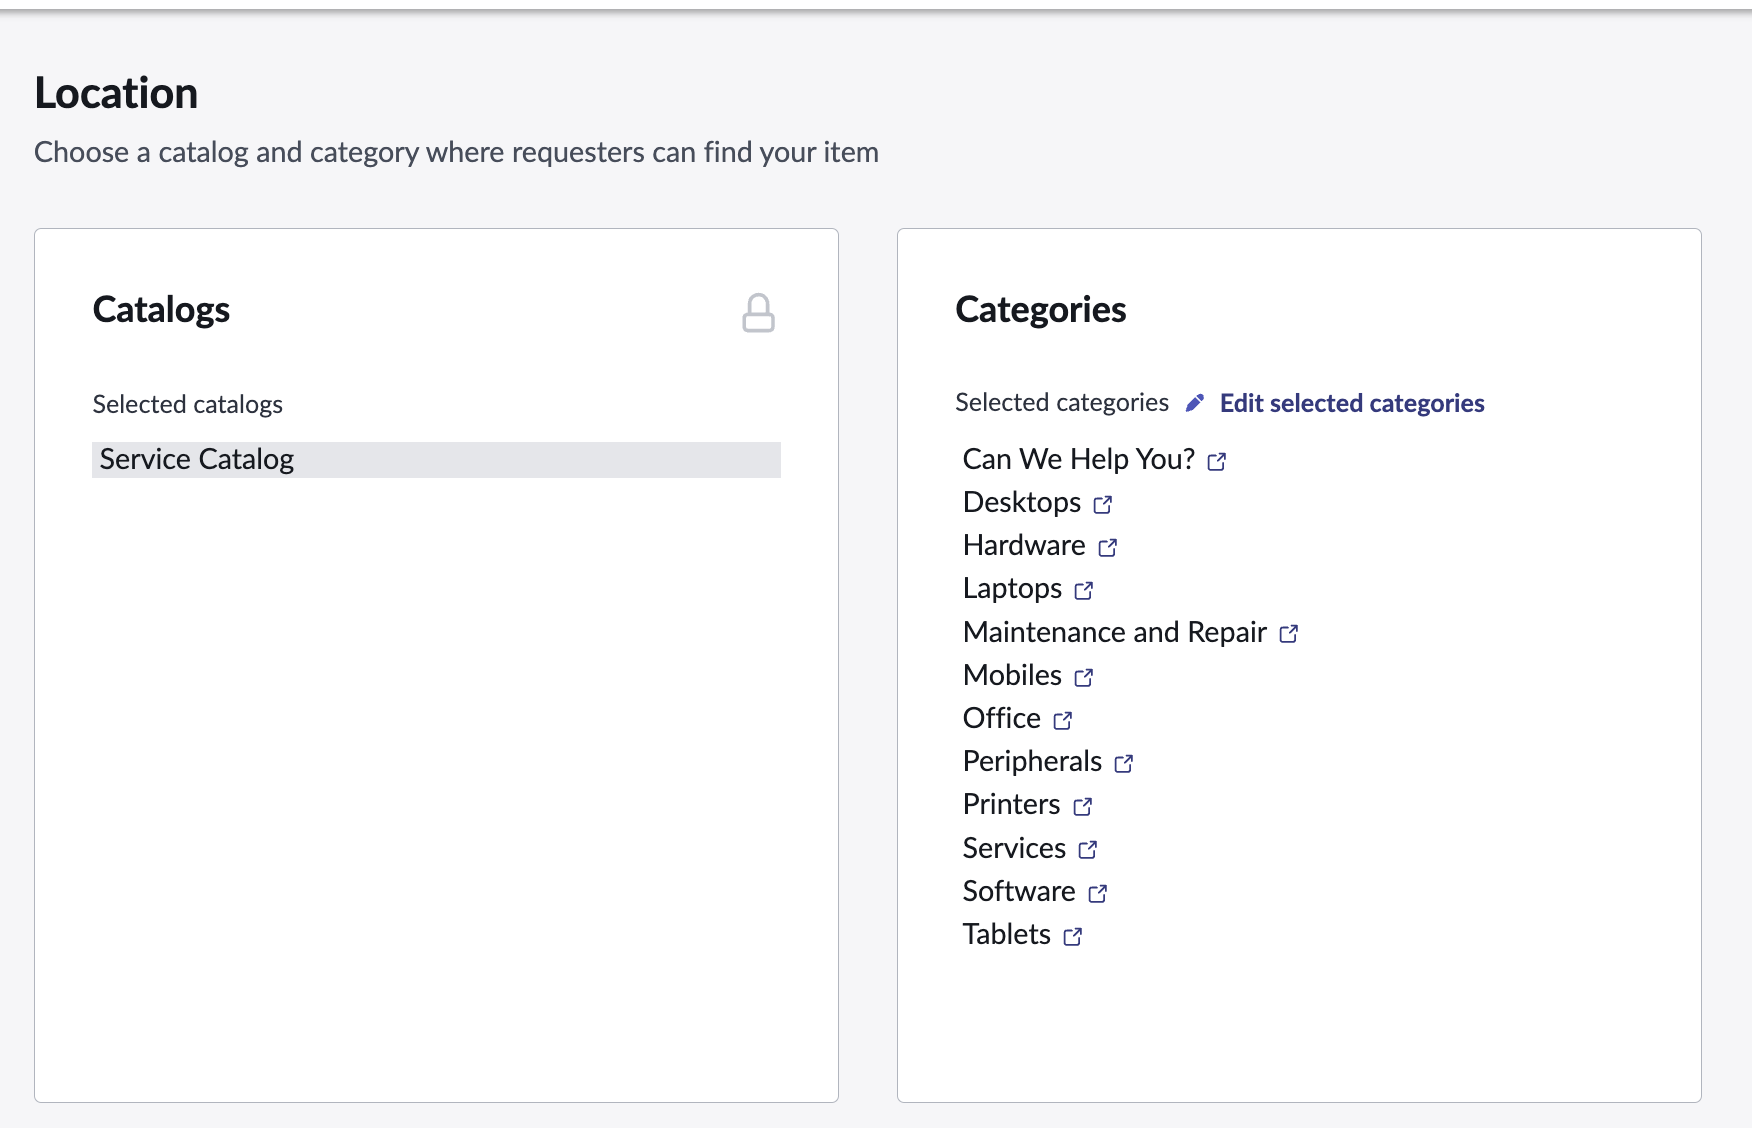 Location
Choose a catalog and category where requesters can find your item
Catalogs
Selected catalogs
Service Catalog
Categories
Selected categories Edit selected categories
Can We Help You?
Desktops
Hardware
Laptops
Maintenance and Repair
Mobiles
Office
Peripherals
Printers
Services
Software
Tablets